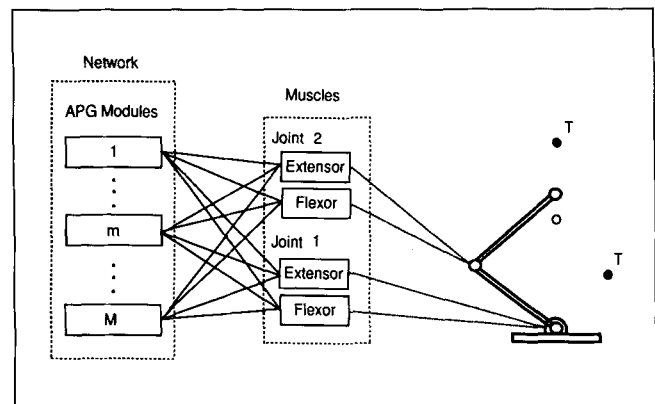 Network
APG Modules
1
m
M
Muscles
Joint 2
Extensor
Flexor
Joint 1
Extensor
Flexor
T
T